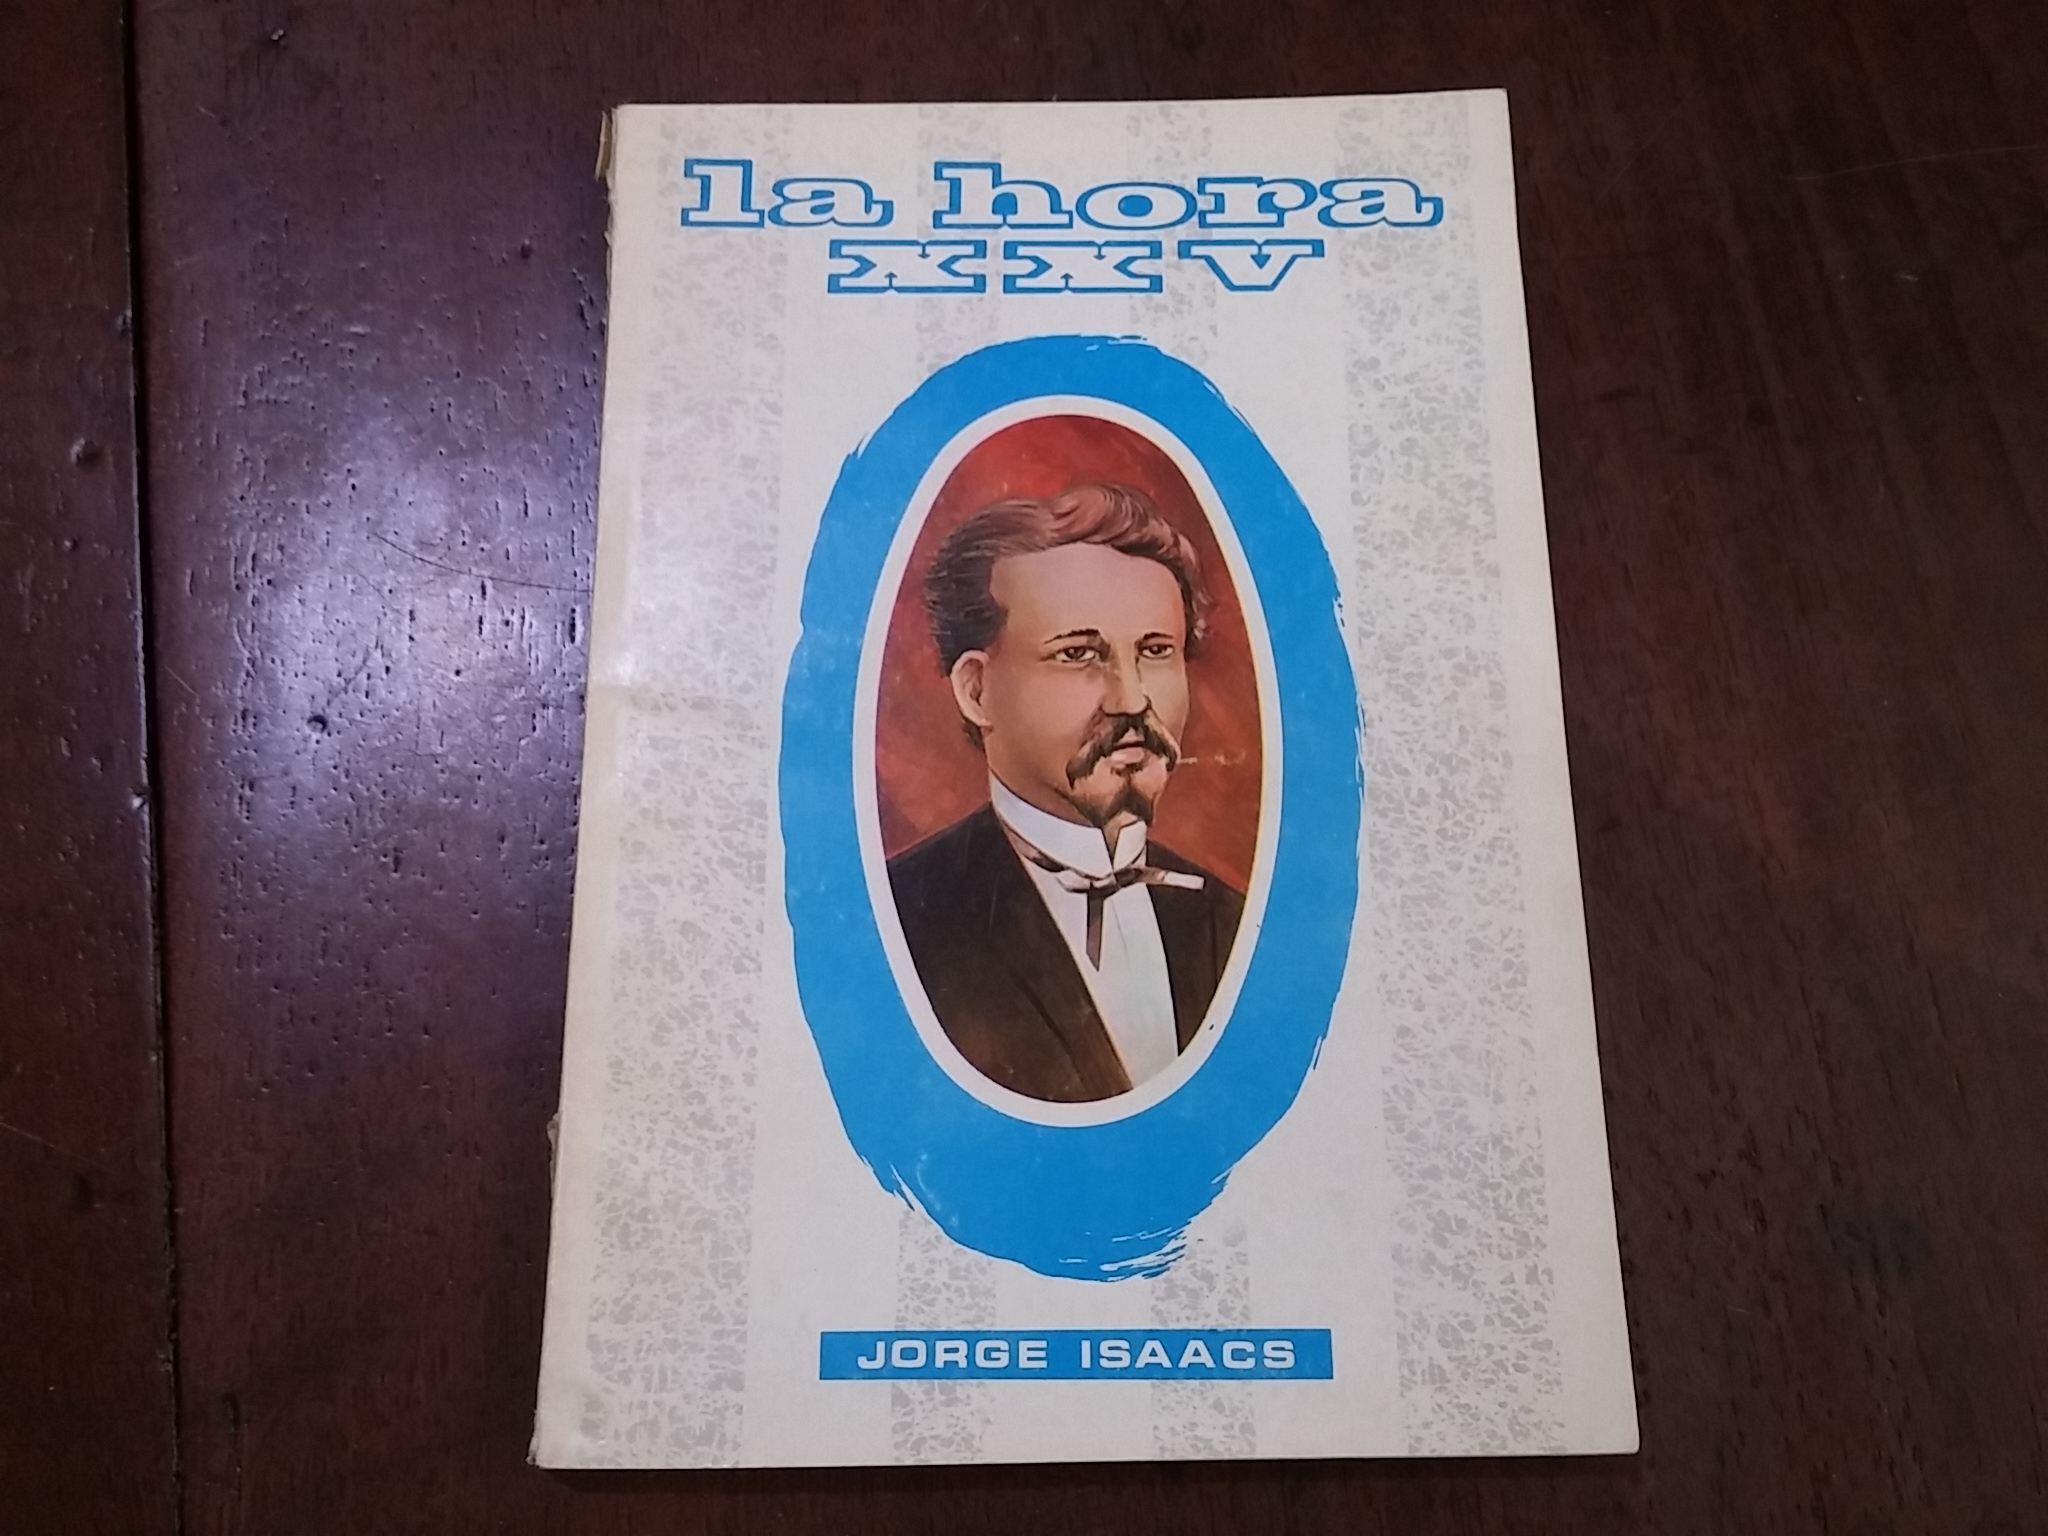 la hora
XXV
JORGE ISAACS